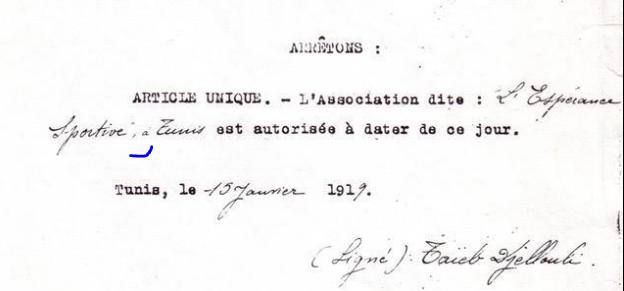 ARRÊTONS :
ARTICLE UNIQUE. - L'Association dite : L'Espérance
Sportive, à Tunis est autorisée à dater de ce jour.
Tunis, le 15 Janvier 1919.
(Signé) : Taïeb Djellouli.